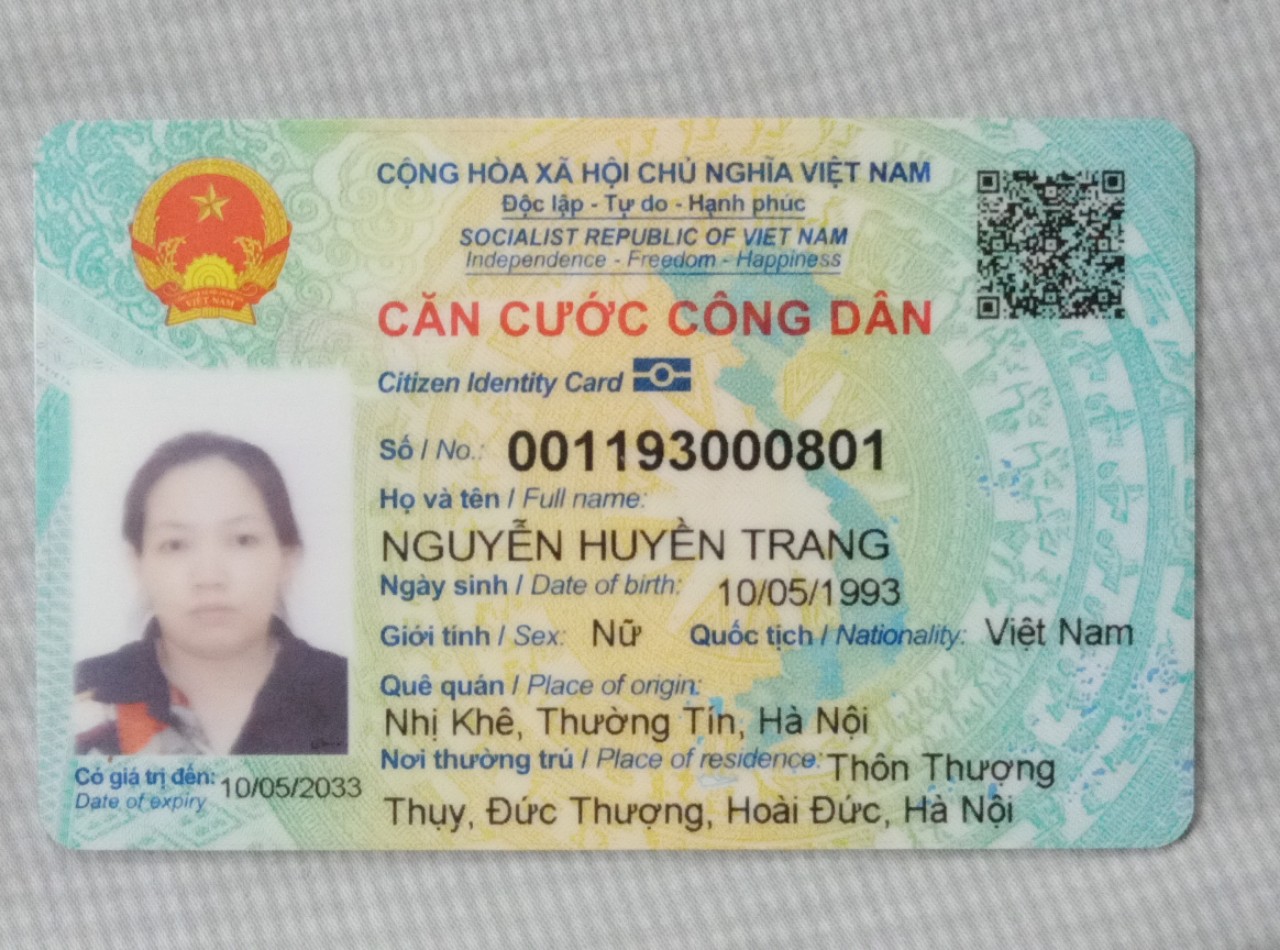 CỘNG HÒA XÃ HỘI CHỦ NGHĨA VIỆT NAM
Độc lập - Tự do - Hạnh phúc
SOCIALIST REPUBLIC OF VIET NAM
Independence - Freedom - Happiness
CĂN CƯỚC CÔNG DÂN
Citizen Identity Card
VIỆT NAM
Số / No.: 001193000801
Họ và tên / Full name:
NGUYỄN HUYỀN TRANG
Ngày sinh / Date of birth: 10/05/1993
Giới tính / Sex: Nữ Quốc tịch / Nationality: Việt Nam
Quê quán / Place of origin:
Nhị Khê, Thường Tín, Hà Nội
Nơi thường trú / Place of residence: Thôn Thượng
Thụy, Đức Thượng, Hoài Đức, Hà Nội
Có giá trị đến: 10/05/2033
Date of expiry